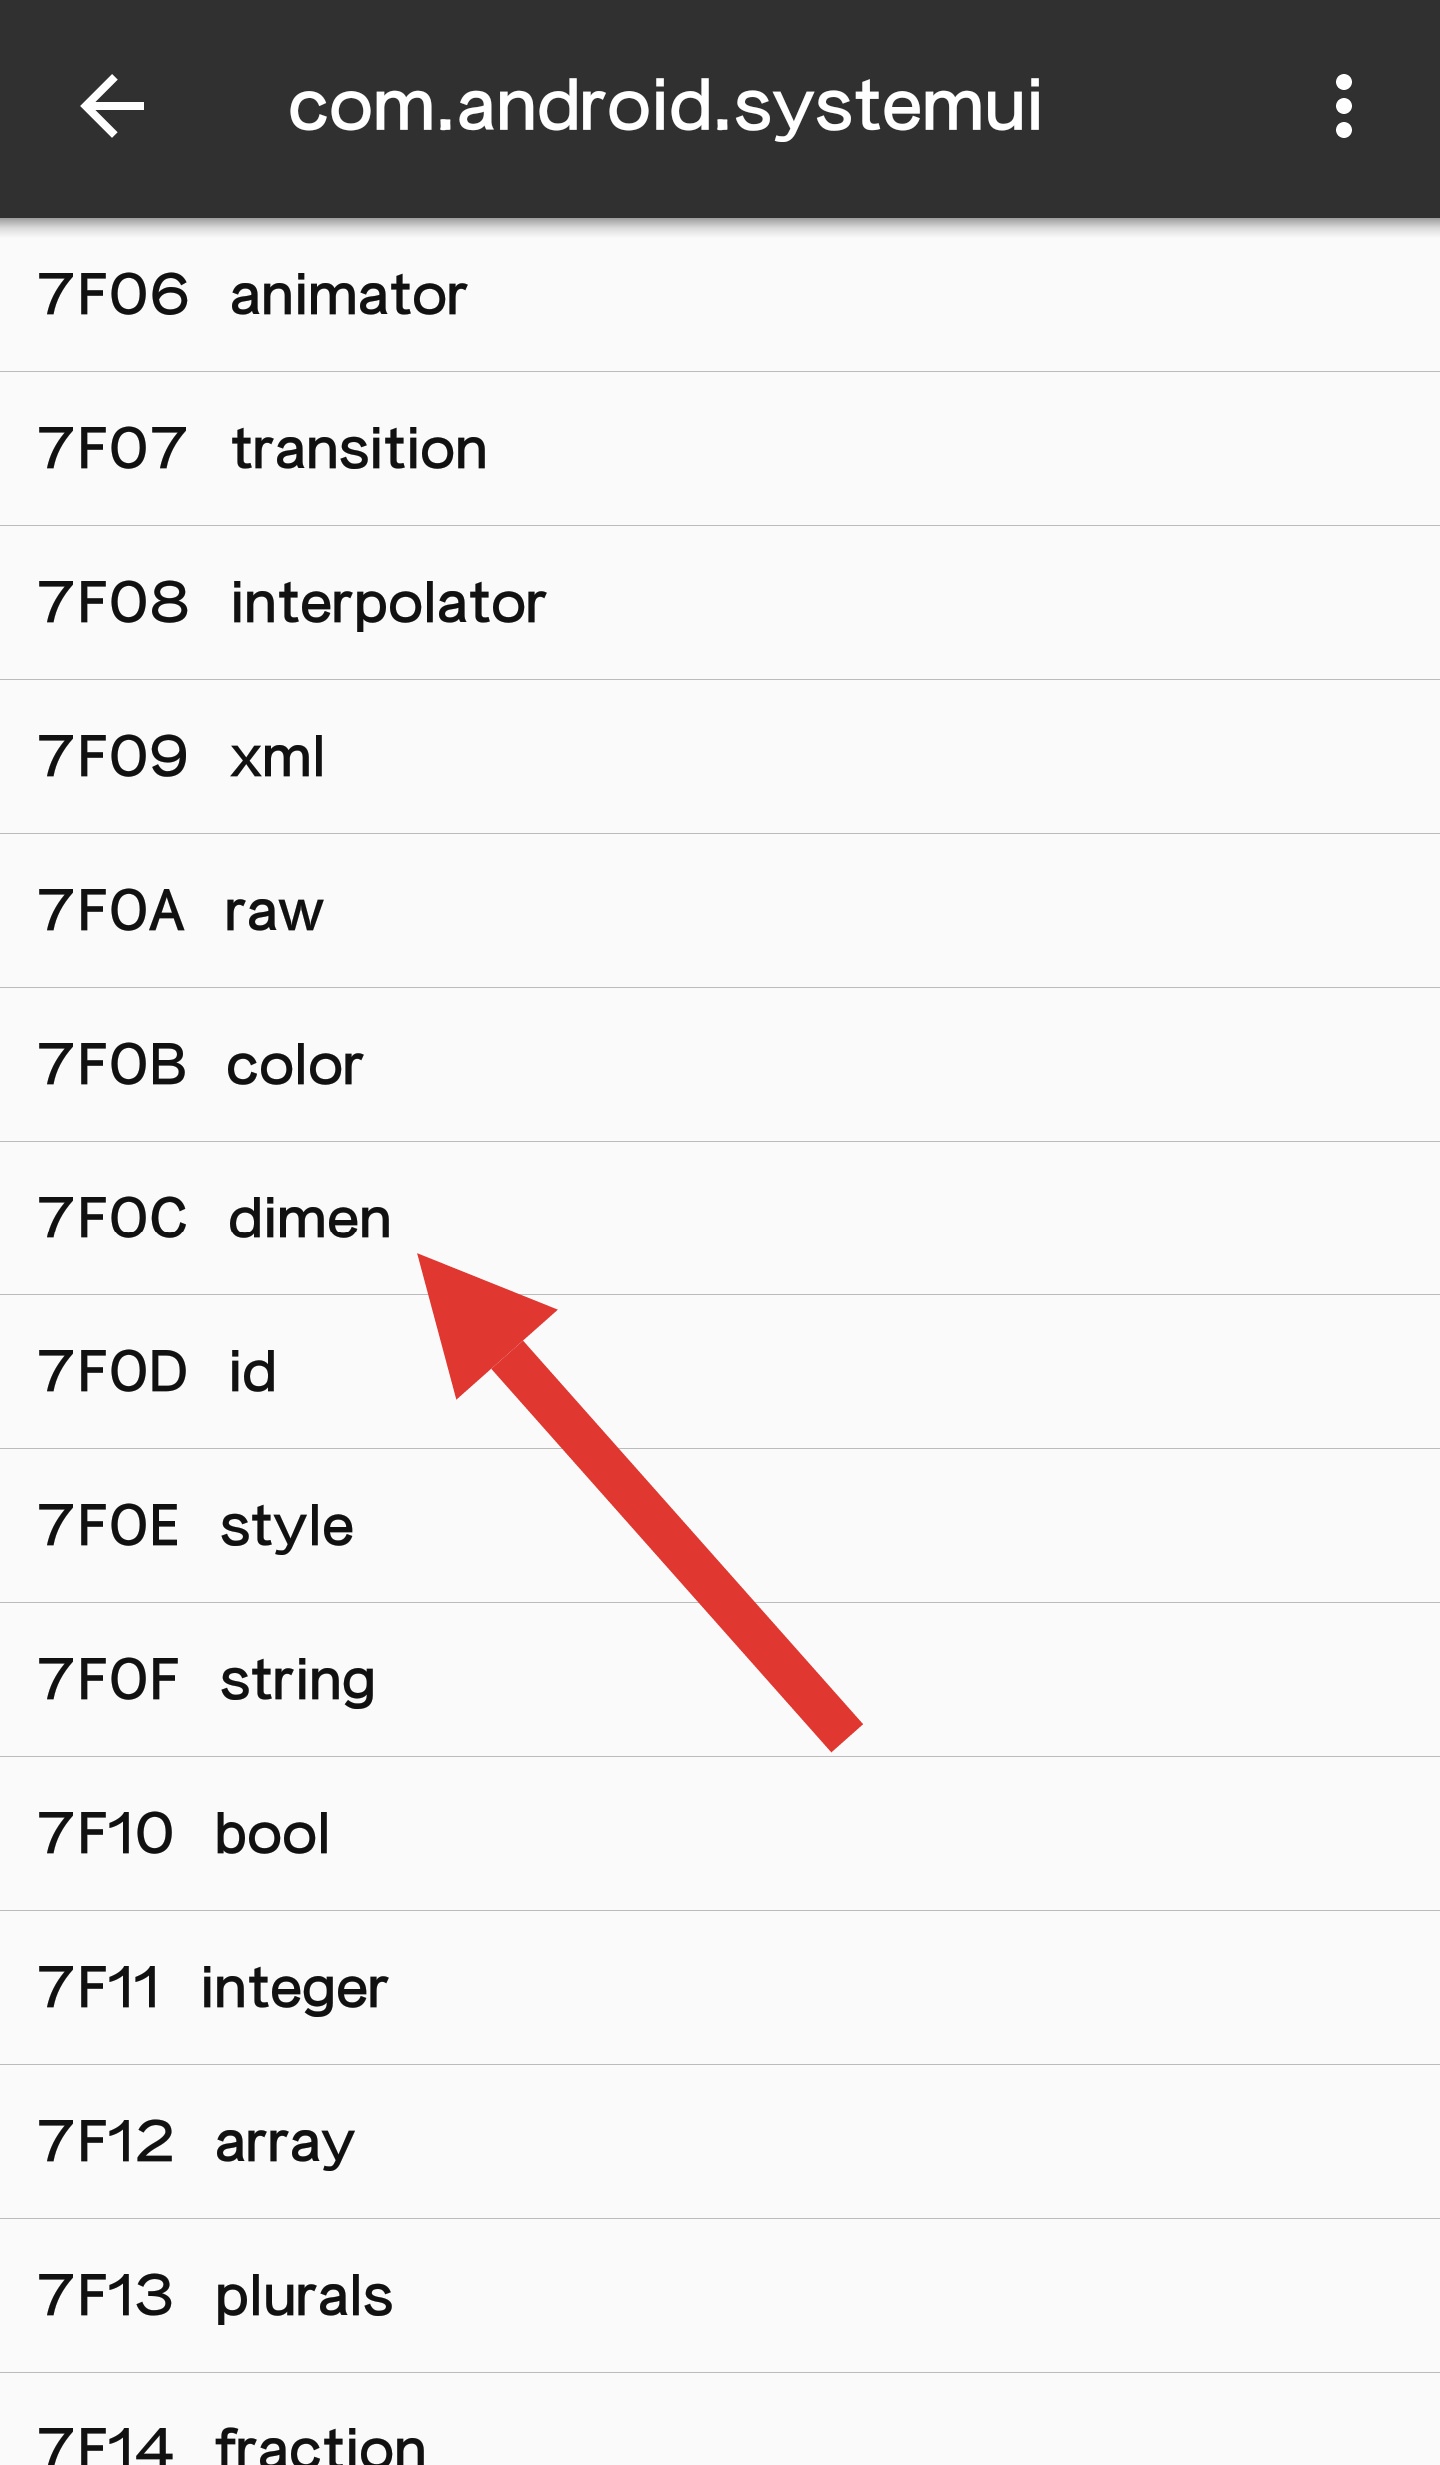 com.android.systemui
7F06 animator
7F07 transition
7F08 interpolator
7F09 xml
7F0A raw
7F0B color
7F0C dimen
7F0D id
7F0E style
7F0F string
7F10 bool
7F11 integer
7F12 array
7F13 plurals
7F14 fraction